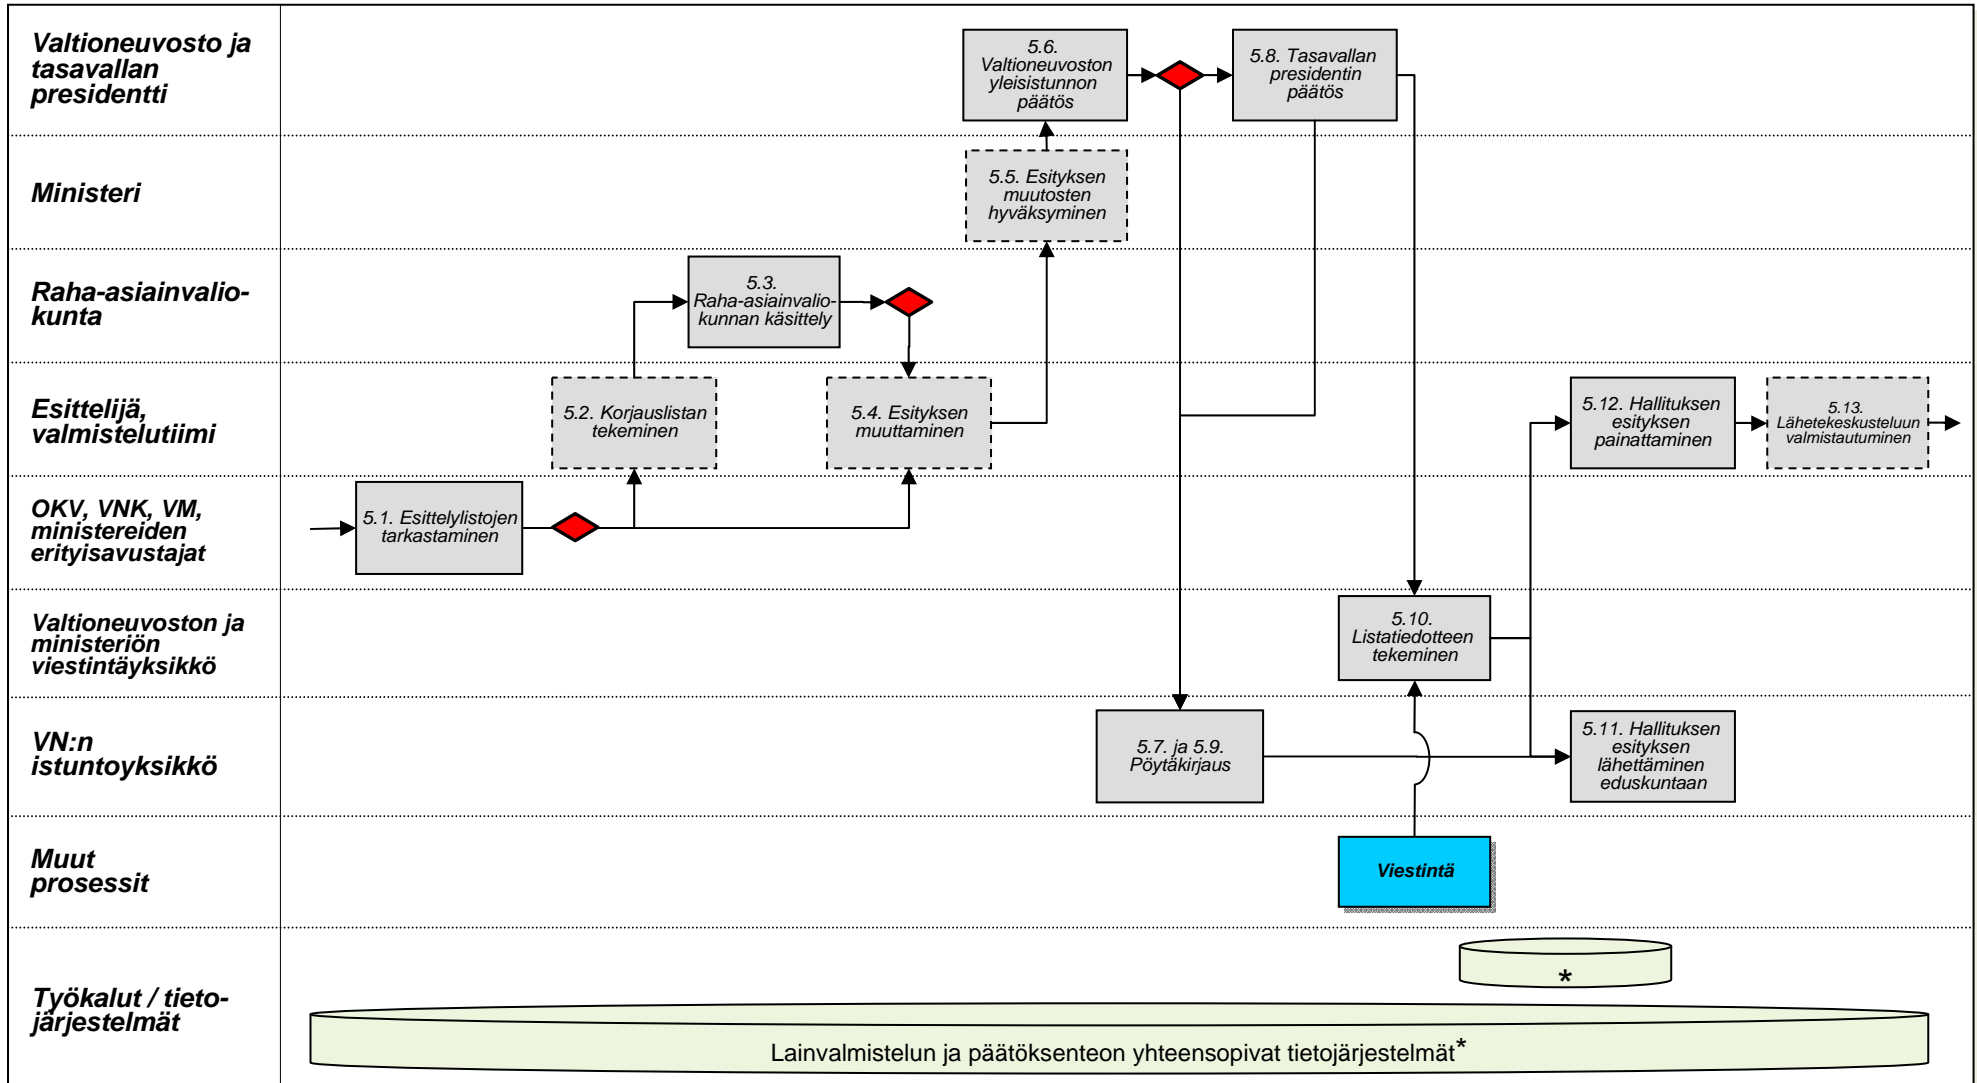 Valtioneuvosto ja
tasavallan
presidentti
5.6.
Valtioneuvoston
yleisistunnon
päätös
5.8. Tasavallan
presidentin
päätös
Ministeri
5.5. Esityksen
muutosten
hyväksyminen
Raha-asiainvalio-
kunta
5.3.
Raha-asiainvalio-
kunnan käsittely
Esittelijä,
valmistelutiimi
5.2. Korjauslistan
tekeminen
5.4. Esityksen
muuttaminen
5.12. Hallituksen
esityksen
painattaminen
5.13.
Lähetekeskusteluun
valmistautuminen
OKV, VNK, VM,
ministereiden
erityisavustajat
5.1. Esittelylistojen
tarkastaminen
Valtioneuvoston ja
ministeriön
viestintäyksikkö
5.10.
Listatiedotteen
tekeminen
VN:n
istuntoyksikkö
5.7. ja 5.9.
Pöytäkirjaus
5.11. Hallituksen
esityksen
lähettäminen
eduskuntaan
Muut
prosessit
Viestintä
Työkalut / tieto-
järjestelmät
*
Lainvalmistelun ja päätöksenteon yhteensopivat tietojärjestelmät*